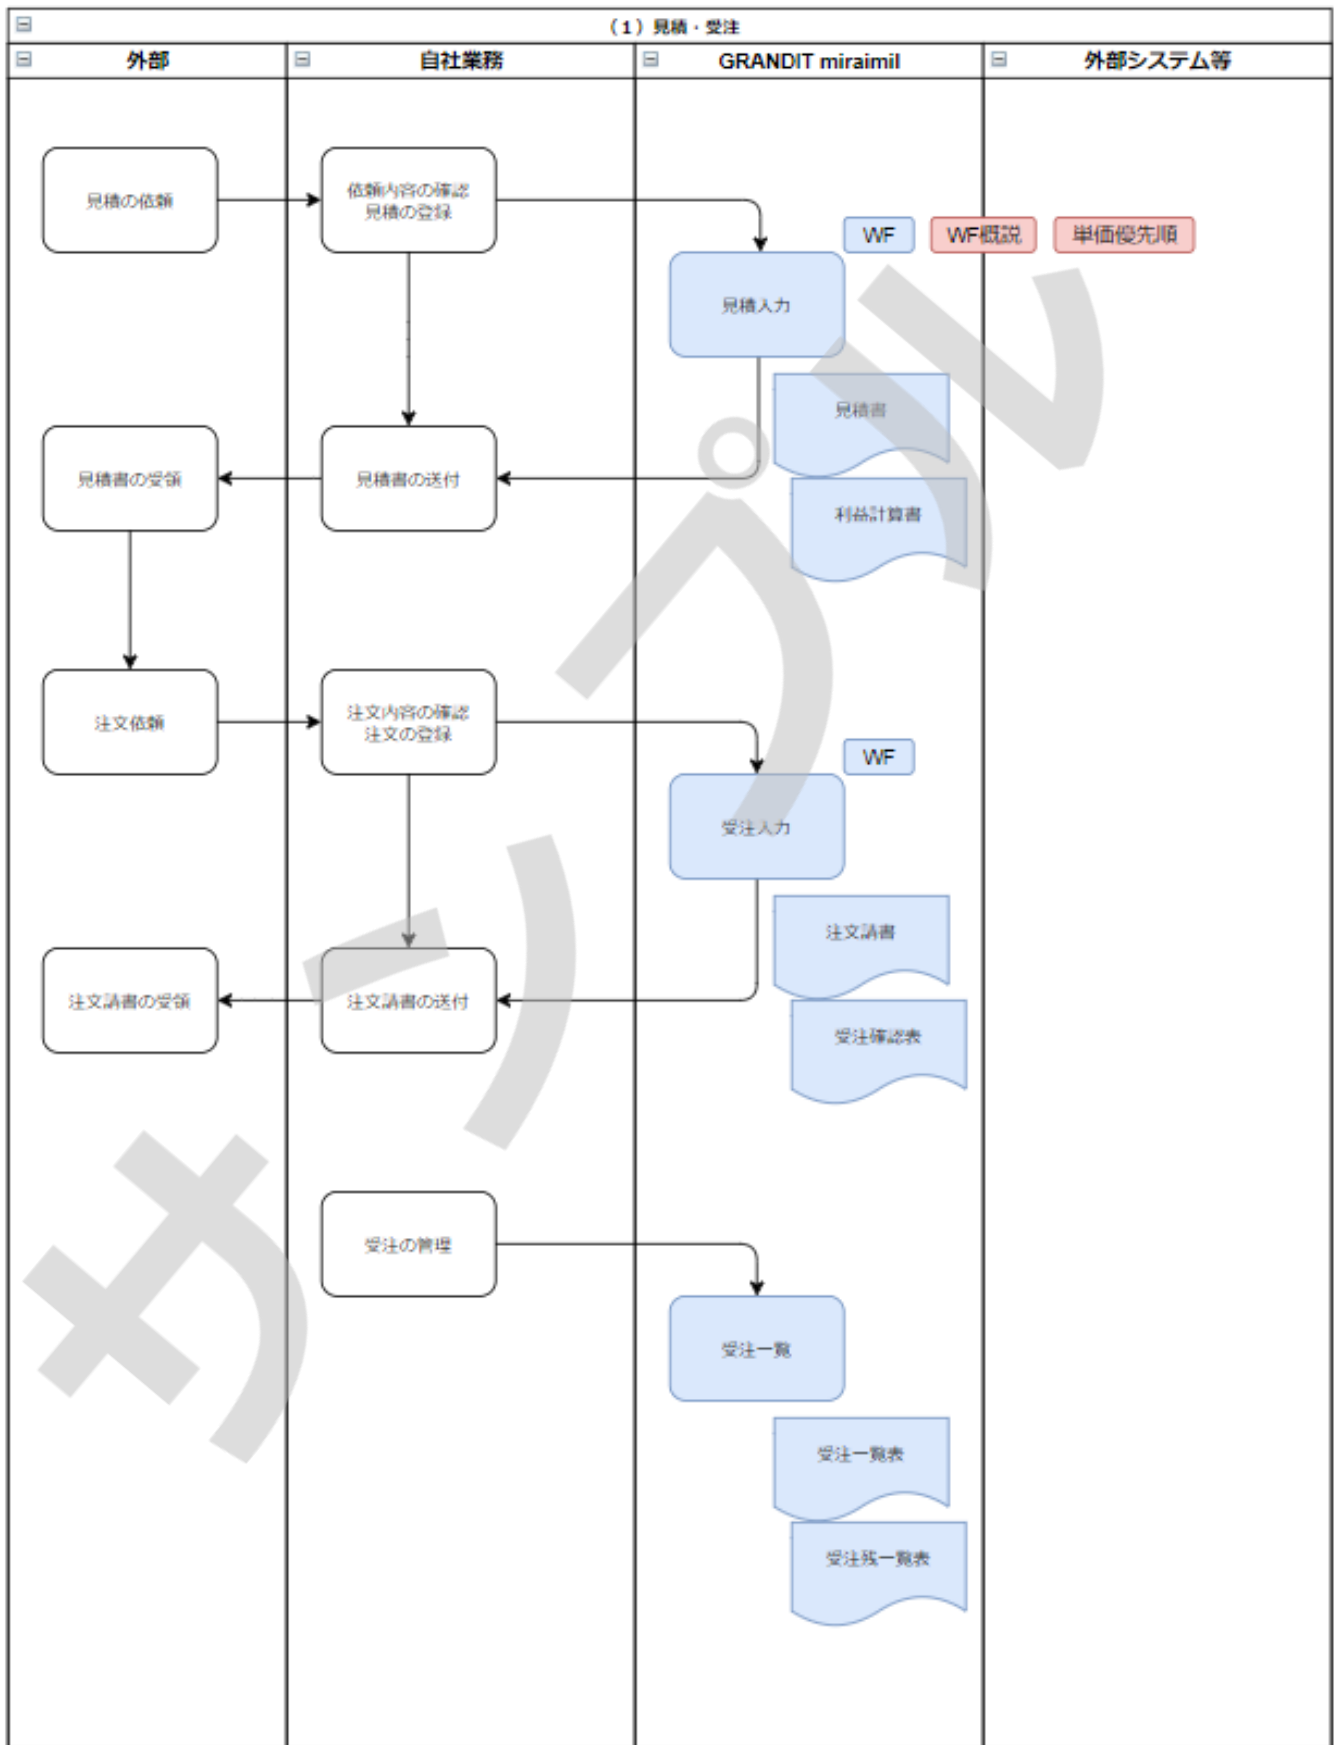 (1)見積・受注
外部
自社業務
GRANDIT miraimil
外部システム等
見積の依頼
依頼内容の確認
見積の登録
WF
WF概説
単価優先順
見積入力
見積書
見積書の受領
見積書の送付
利益計算書
注文依頼
注文内容の確認
注文の登録
WF
受注入力
注文請書
注文請書の受領
注文請書の送付
受注確認表
受注の管理
受注一覧
受注一覧表
受注残一覧表
サンプル